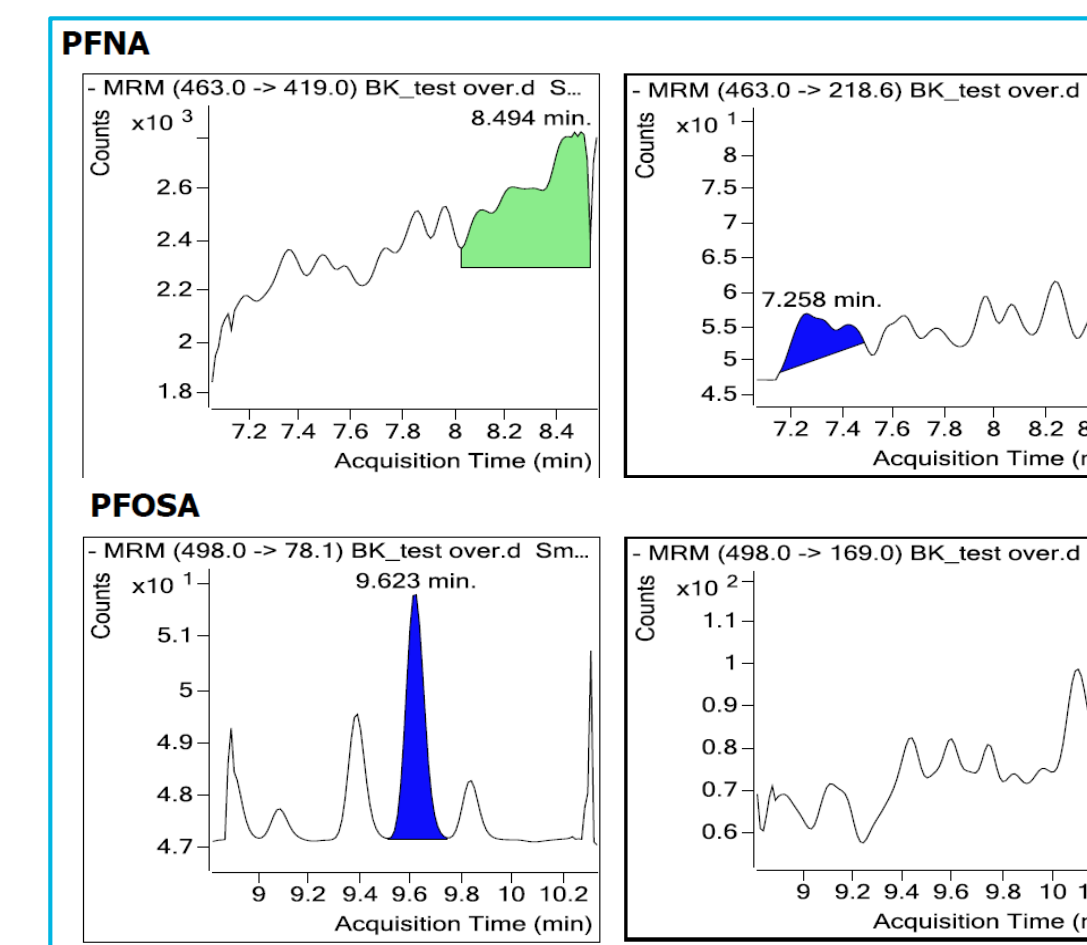 PFNA
- MRM (463.0 -> 419.0) BK_test over.d S...
x10 3
8.494 min.
Counts
2.6
2.4
2.2
2
1.8
7.2 7.4 7.6 7.8 8 8.2 8.4
Acquisition Time (min)
- MRM (463.0 -> 218.6) BK_test over.d
x10 1
Counts
8
7.5
7
6.5
6
7.258 min.
5.5
5
4.5
7.2 7.4 7.6 7.8 8 8.2 8
Acquisition Time (
PFOSA
- MRM (498.0 -> 78.1) BK_test over.d Sm...
x10 1
9.623 min.
Counts
5.1
5
4.9
4.8
4.7
9 9.2 9.4 9.6 9.8 10 10.2
Acquisition Time (min)
- MRM (498.0 -> 169.0) BK_test over.d
x10 2
Counts
1.1
1
0.9
0.8
0.7
0.6
9 9.2 9.4 9.6 9.8 10 1
Acquisition Time (